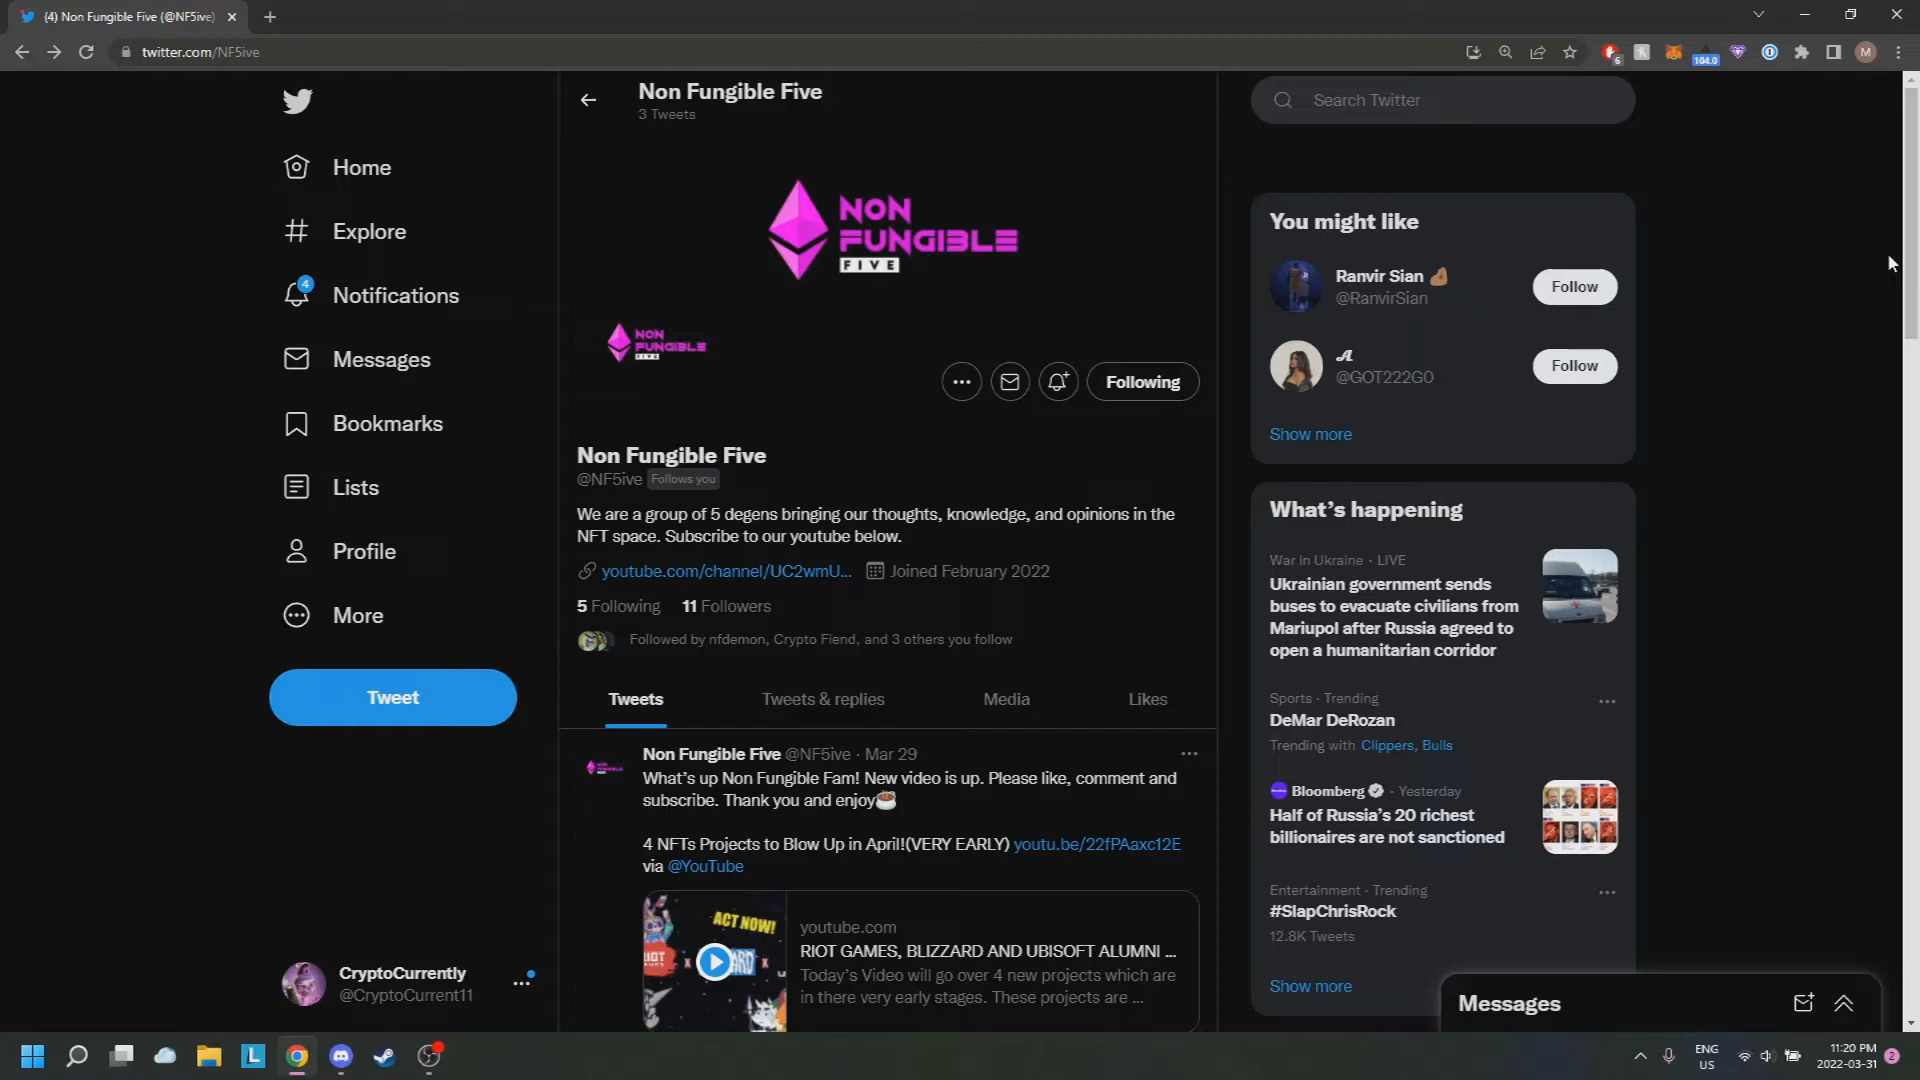 (4) Non Fungible Five (@NF5ive)
twitter.com/NF5ive
6
104.0
M
Home
Explore
4
Notifications
Messages
Bookmarks
Lists
Profile
More
Tweet
CryptoCurrently
@CryptoCurrent11
Non Fungible Five
3 Tweets
NON
FUNGIBLE
FIVE
NON
FUNGIBLE
FIVE
Following
Non Fungible Five
@NF5ive Follows you
We are a group of 5 degens bringing our thoughts, knowledge, and opinions in the
NFT space. Subscribe to our youtube below.
youtube.com/channel/UC2wmU... Joined February 2022
5 Following 11 Followers
Followed by nfdemon, Crypto Fiend, and 3 others you follow
Tweets Tweets & replies Media Likes
Non Fungible Five @NF5ive · Mar 29
What's up Non Fungible Fam! New video is up. Please like, comment and
subscribe. Thank you and enjoy☕
4 NFTs Projects to Blow Up in April!(VERY EARLY) youtu.be/22fPAaxc12E
via @YouTube
ACT NOW!
youtube.com
RIOT GAMES, BLIZZARD AND UBISOFT ALUMNI ...
Today's Video will go over 4 new projects which are
in there very early stages. These projects are ...
Search Twitter
You might like
Ranvir Sian
@RanvirSian
Follow
𝓐
@GOT222G0
Follow
Show more
What's happening
War in Ukraine · LIVE
Ukrainian government sends
buses to evacuate civilians from
Mariupol after Russia agreed to
open a humanitarian corridor
Sports · Trending
DeMar DeRozan
Trending with Clippers, Bulls
Bloomberg · Yesterday
Half of Russia's 20 richest
billionaires are not sanctioned
Entertainment · Trending
#SlapChrisRock
12.8K Tweets
Show more
Messages
L
ENG
US
11:20 PM
2022-03-31
2